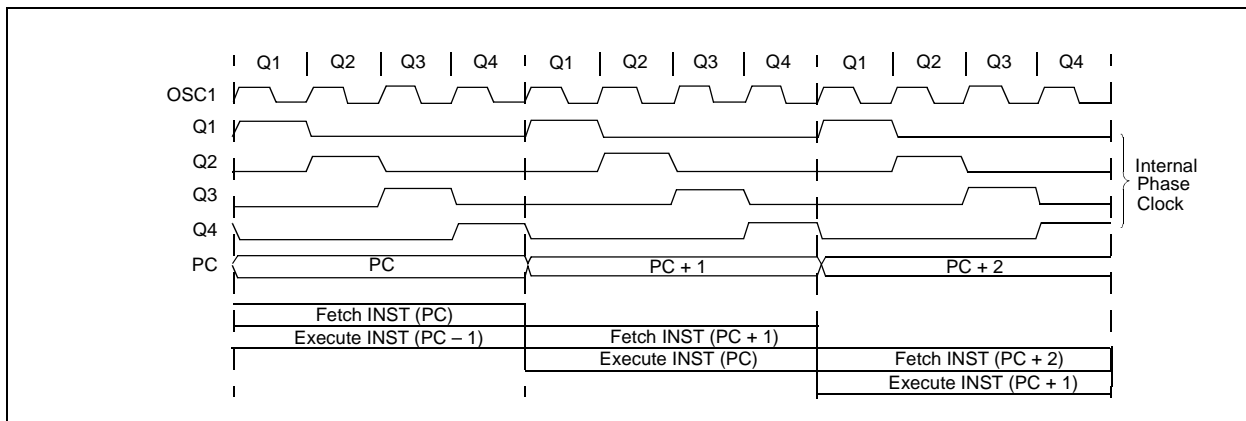 Q1 Q2 Q3 Q4 Q1 Q2 Q3 Q4 Q1 Q2 Q3 Q4
OSC1
Q1
Q2
Q3
Q4
Internal
Phase
Clock
PC PC PC + 1 PC + 2
Fetch INST (PC)
Execute INST (PC – 1) Fetch INST (PC + 1)
Execute INST (PC) Fetch INST (PC + 2)
Execute INST (PC + 1)